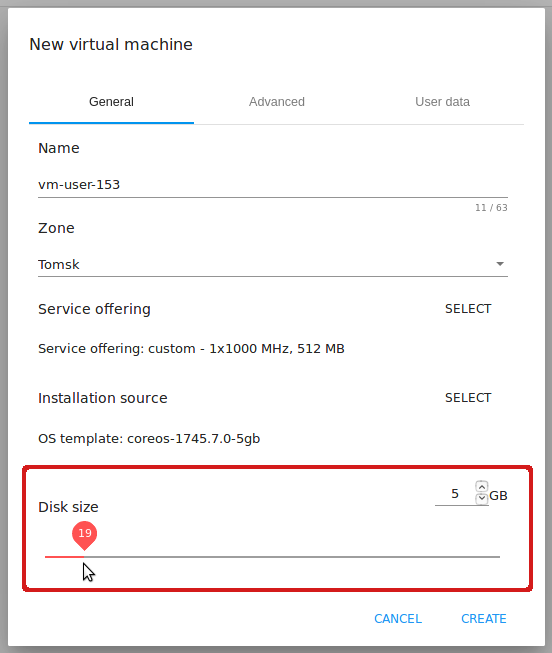 New virtual machine
General Advanced User data
Name
vm-user-153
11 / 63
Zone
Tomsk
Service offering SELECT
Service offering: custom - 1x1000 MHz, 512 MB
Installation source SELECT
OS template: coreos-1745.7.0-5gb
5 GB
Disk size
19
CANCEL CREATE